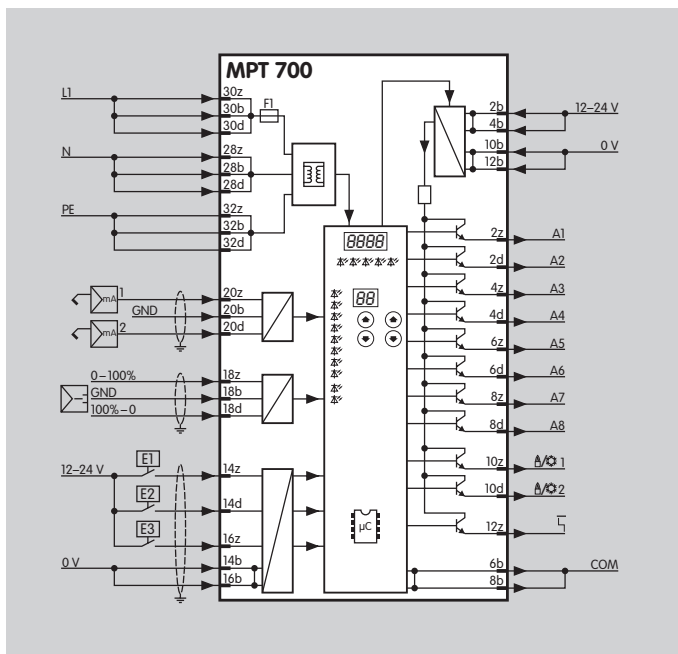 MPT 700
L1
30z
30b
30d
F1
N
28z
28b
28d
PE
32z
32b
32d
2b
4b
12–24 V
10b
12b
0 V
8888
88
mA
1
GND
mA
2
20z
20b
20d
0–100%
GND
100%–0
18z
18b
18d
12–24 V
E1
E2
E3
0 V
14z
14d
16z
14b
16b
µC
2z
A1
2d
A2
4z
A3
4d
A4
6z
A5
6d
A6
8z
A7
8d
A8
10z
1
10d
2
12z
6b
8b
COM